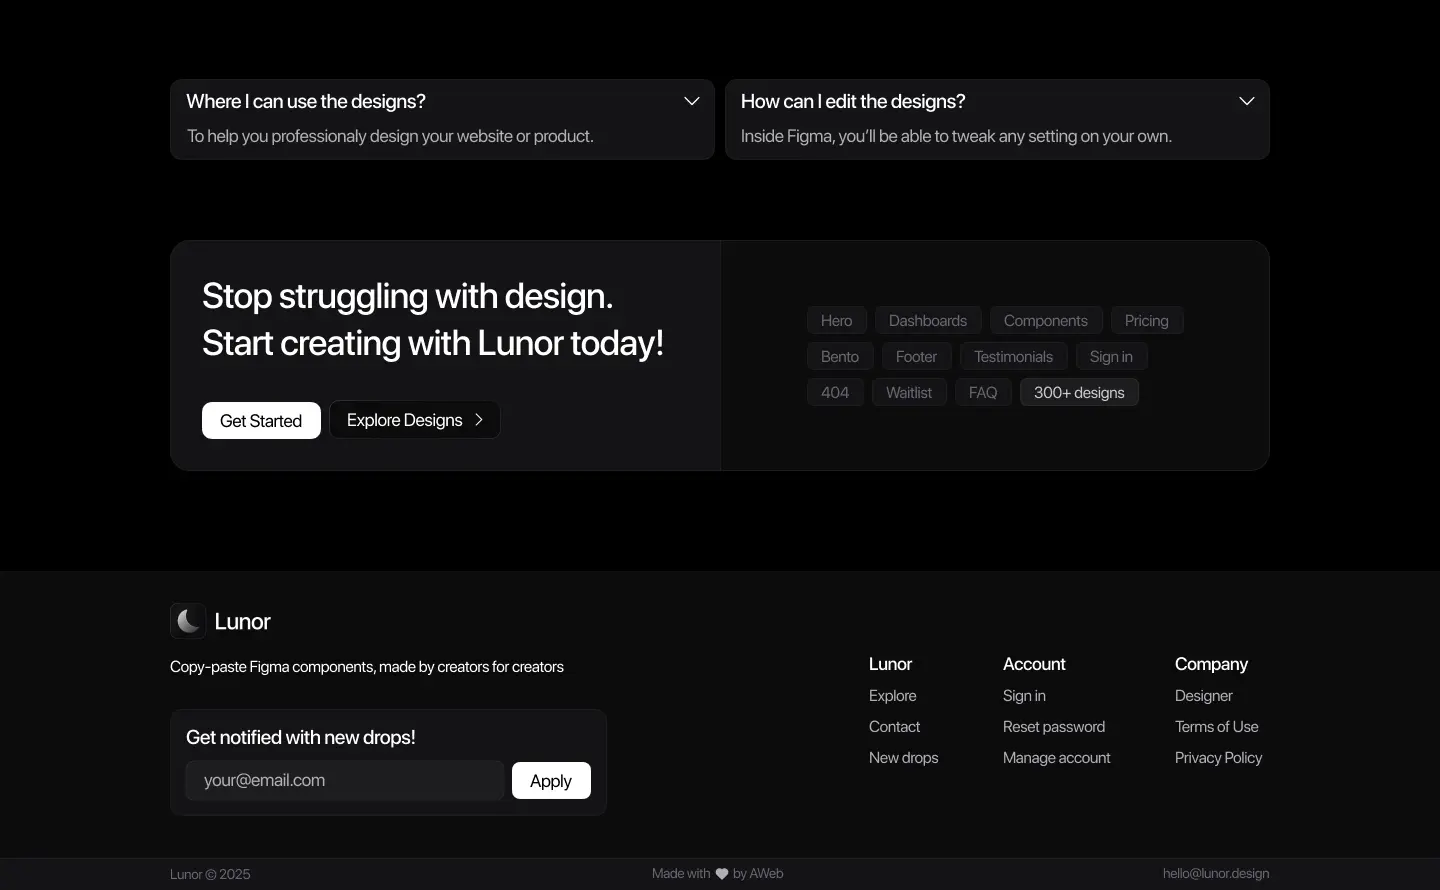 Where I can use the designs?
To help you professionaly design your website or product.
How can I edit the designs?
Inside Figma, you’ll be able to tweak any setting on your own.
Stop struggling with design.
Start creating with Lunor today!
Get Started
Explore Designs
Hero
Dashboards
Components
Pricing
Bento
Footer
Testimonials
Sign in
404
Waitlist
FAQ
300+ designs
Lunor
Copy-paste Figma components, made by creators for creators
Get notified with new drops!
your@email.com
Apply
Lunor
Explore
Contact
New drops
Account
Sign in
Reset password
Manage account
Company
Designer
Terms of Use
Privacy Policy
Lunor © 2025
Made with 🖤 by AWeb
hello@lunor.design